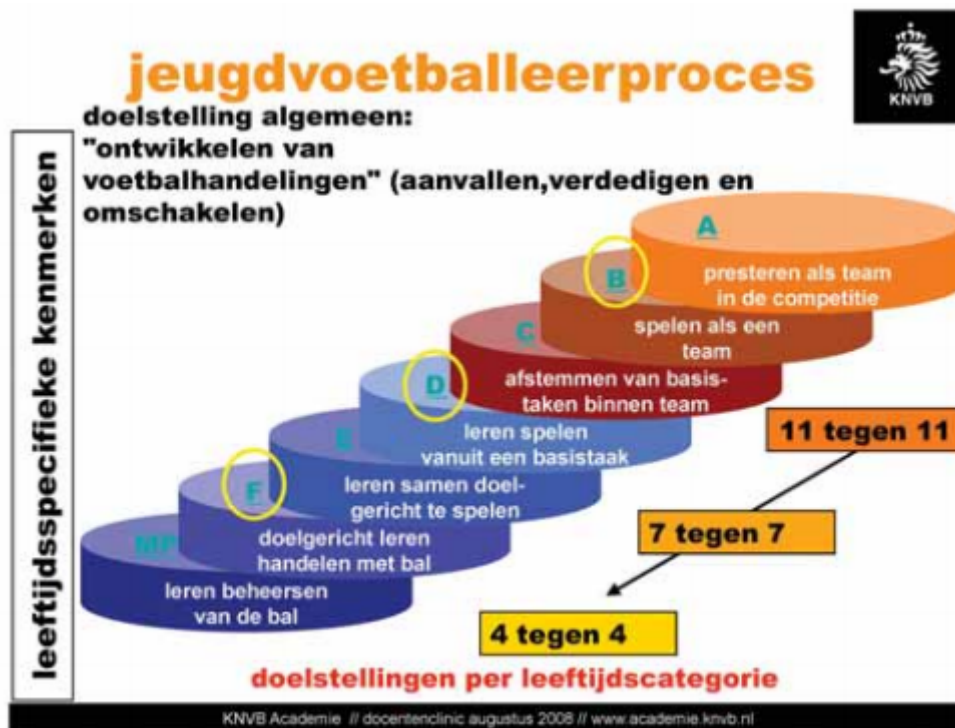 jeugdvoetballeerproces
KNVB
doelstelling algemeen:
"ontwikkelen van
voetbalhandelingen" (aanvallen,verdedigen en
omschakelen)
leeftijdsspecifieke kenmerken
A
presteren als team
in de competitie
B
spelen als een
team
C
afstemmen van basis-
taken binnen team
D
leren spelen
vanuit een basistaak
E
leren samen doel-
gericht te spelen
F
doelgericht leren
handelen met bal
MP
leren beheersen
van de bal
11 tegen 11
7 tegen 7
4 tegen 4
doelstellingen per leeftijdscategorie
KNVB Academie // docentenclinic augustus 2008 // www.academie.knvb.nl